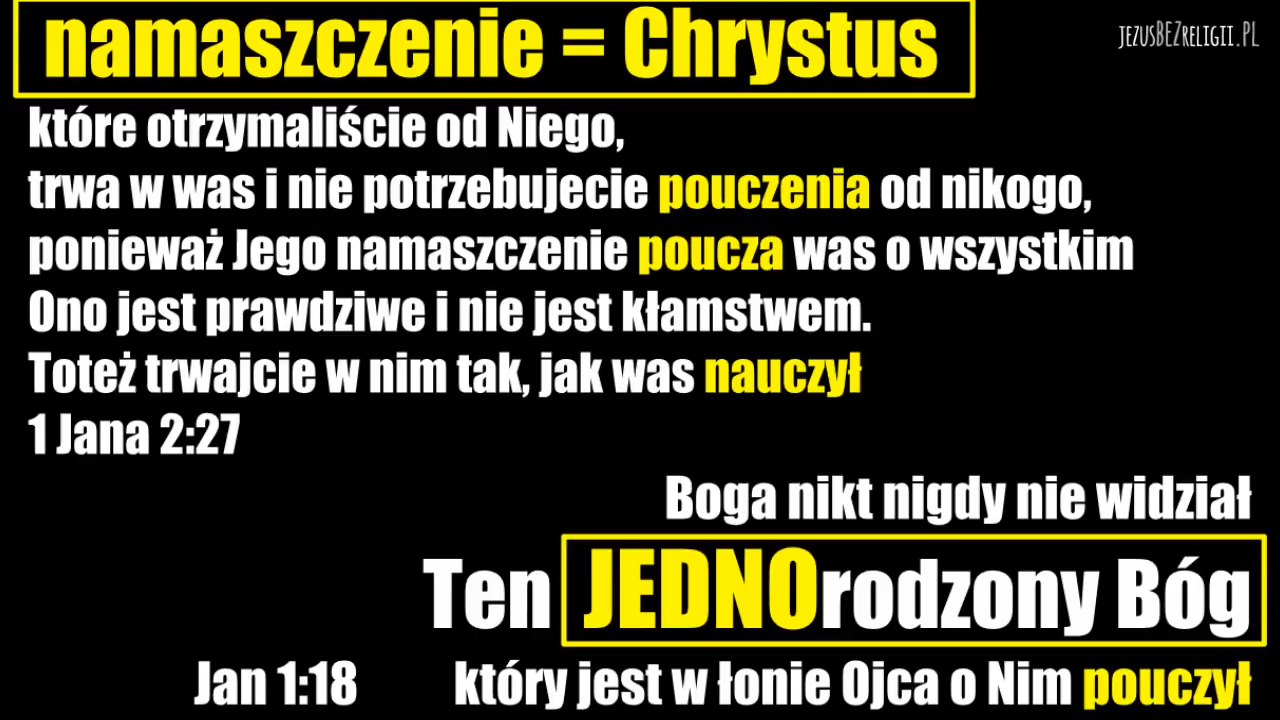 namaszczenie = Chrystus
jezusBEZreligii.PL
które otrzymaliście od Niego,
trwa w was i nie potrzebujecie pouczenia od nikogo,
ponieważ Jego namaszczenie poucza was o wszystkim
Ono jest prawdziwe i nie jest kłamstwem.
Toteż trwajcie w nim tak, jak was nauczył
1 Jana 2:27
Boga nikt nigdy nie widział
Ten JEDNOrodzony Bóg
Jan 1:18 który jest w łonie Ojca o Nim pouczył